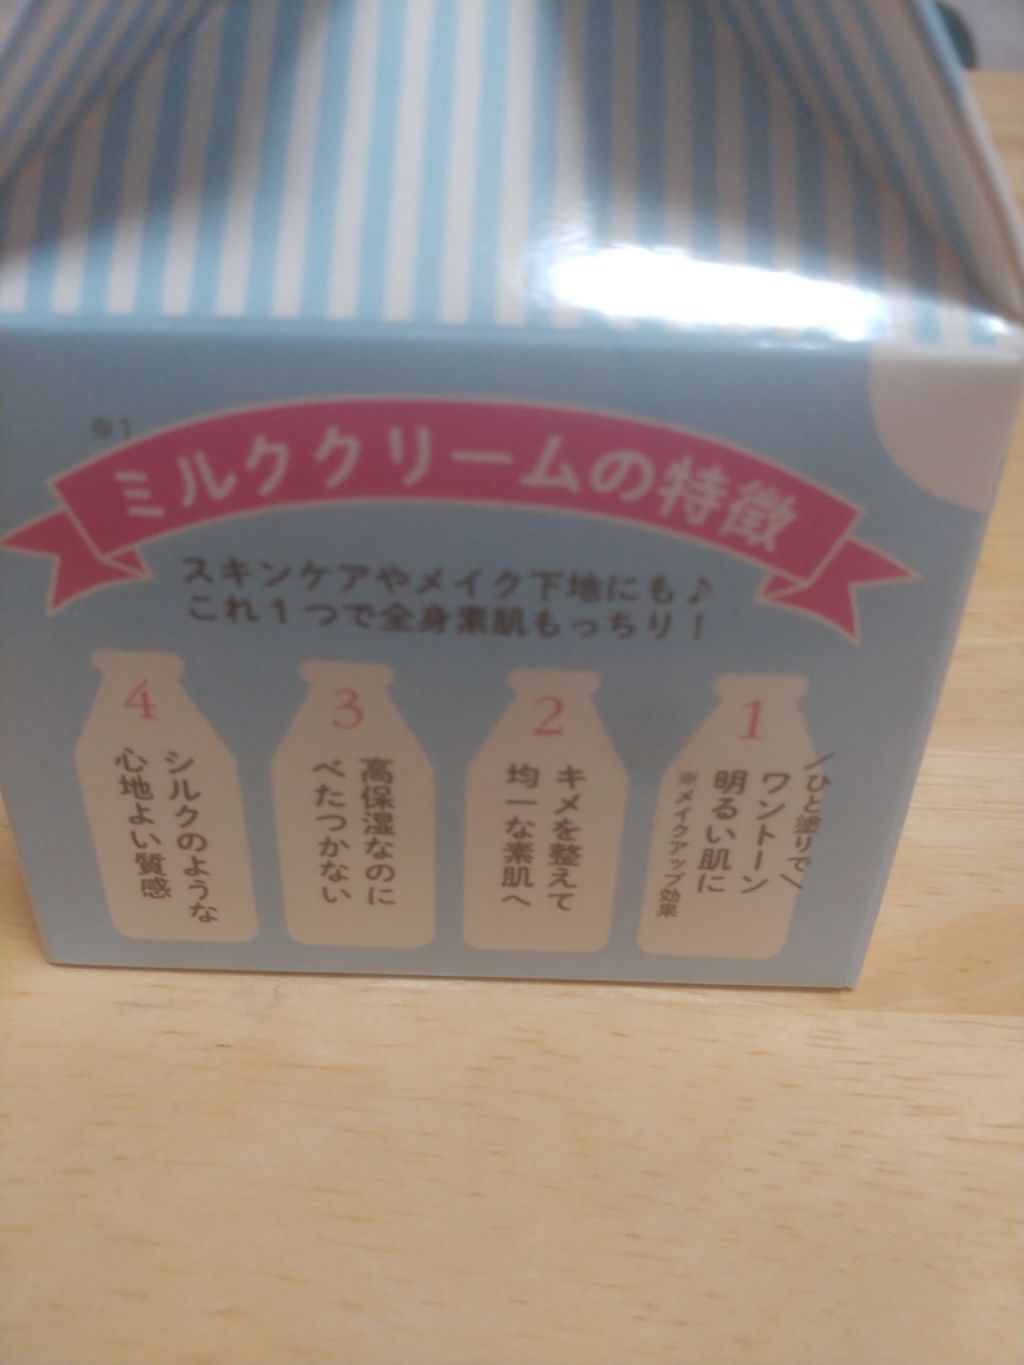 ※1
ミルククリームの特徴
スキンケアやメイク下地にも♪
これ1つで全身素肌もっちり！
1
\ひと塗りで/
ワントーン
明るい肌に
※メイクアップ効果
2
キメを整えて
均一な素肌へ
3
高保湿なのに
べたつかない
4
シルクのような
心地よい質感